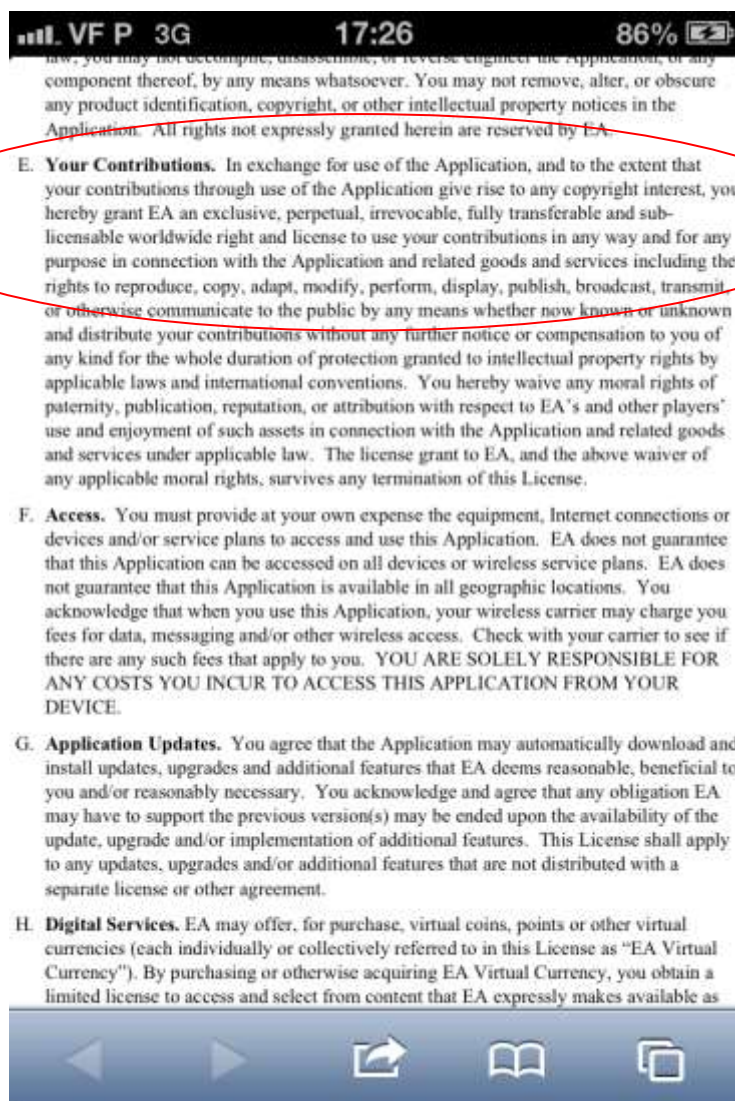 VF P 3G 17:26 86%
law, you may not decompile, disassemble, or reverse engineer the Application, or any
component thereof, by any means whatsoever. You may not remove, alter, or obscure
any product identification, copyright, or other intellectual property notices in the
Application. All rights not expressly granted herein are reserved by EA.
E. Your Contributions. In exchange for use of the Application, and to the extent that
your contributions through use of the Application give rise to any copyright interest, you
hereby grant EA an exclusive, perpetual, irrevocable, fully transferable and sub-
licensable worldwide right and license to use your contributions in any way and for any
purpose in connection with the Application and related goods and services including the
rights to reproduce, copy, adapt, modify, perform, display, publish, broadcast, transmit,
or otherwise communicate to the public by any means whether now known or unknown
and distribute your contributions without any further notice or compensation to you of
any kind for the whole duration of protection granted to intellectual property rights by
applicable laws and international conventions. You hereby waive any moral rights of
paternity, publication, reputation, or attribution with respect to EA's and other players'
use and enjoyment of such assets in connection with the Application and related goods
and services under applicable law. The license grant to EA, and the above waiver of
any applicable moral rights, survives any termination of this License.
F. Access. You must provide at your own expense the equipment, Internet connections or
devices and/or service plans to access and use this Application. EA does not guarantee
that this Application can be accessed on all devices or wireless service plans. EA does
not guarantee that this Application is available in all geographic locations. You
acknowledge that when you use this Application, your wireless carrier may charge you
fees for data, messaging and/or other wireless access. Check with your carrier to see if
there are any such fees that apply to you. YOU ARE SOLELY RESPONSIBLE FOR
ANY COSTS YOU INCUR TO ACCESS THIS APPLICATION FROM YOUR
DEVICE.
G. Application Updates. You agree that the Application may automatically download and
install updates, upgrades and additional features that EA deems reasonable, beneficial to
you and/or reasonably necessary. You acknowledge and agree that any obligation EA
may have to support the previous version(s) may be ended upon the availability of the
update, upgrade and/or implementation of additional features. This License shall apply
to any updates, upgrades and/or additional features that are not distributed with a
separate license or other agreement.
H. Digital Services. EA may offer, for purchase, virtual coins, points or other virtual
currencies (each individually or collectively referred to in this License as “EA Virtual
Currency”). By purchasing or otherwise acquiring EA Virtual Currency, you obtain a
limited license to access and select from content that EA expressly makes available as